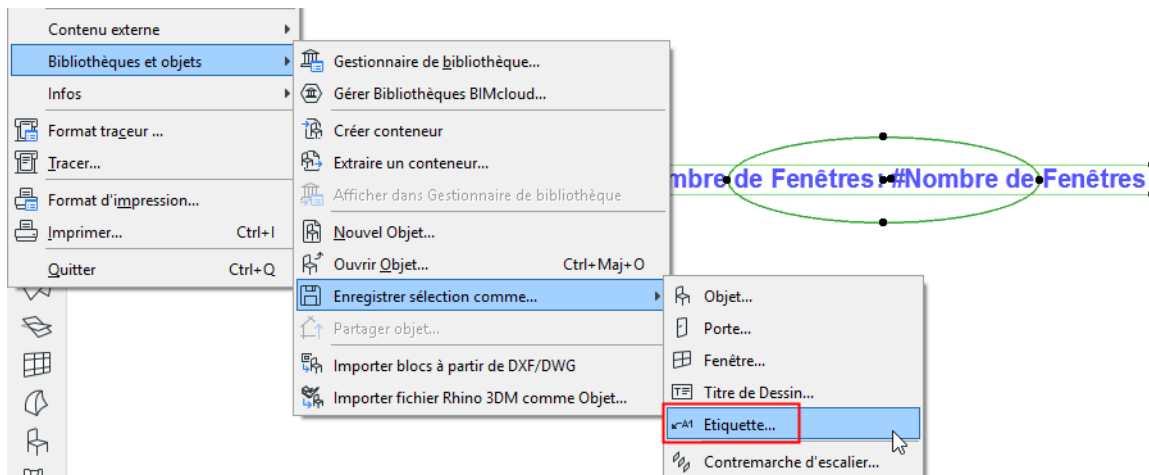 Contenu externe
Bibliothèques et objets
Infos
Format traceur ...
Tracer...
Format d'impression...
Imprimer... Ctrl+I
Quitter Ctrl+Q
Gestionnaire de bibliothèque...
Gérer Bibliothèques BIMcloud...
Créer conteneur
Extraire un conteneur...
Afficher dans Gestionnaire de bibliothèque
Nouvel Objet...
Ouvrir Objet... Ctrl+Maj+O
Enregistrer sélection comme...
Partager objet...
Importer blocs à partir de DXF/DWG
Importer fichier Rhino 3DM comme Objet...
Objet...
Porte...
Fenêtre...
Titre de Dessin...
A1 Etiquette...
Contremarche d'escalier...
mbre de Fenêtres: #Nombre de Fenêtres